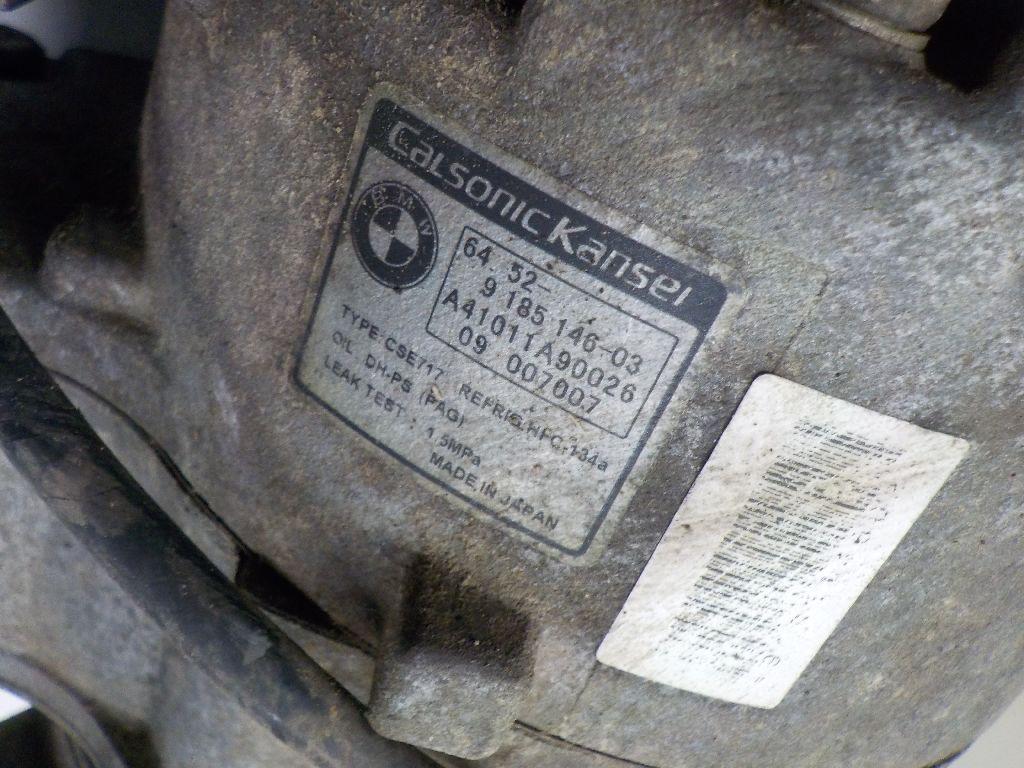 Calsonic Kansei
BMW
64 52-
9 185 146-03
A41011A90026
09 007007
TYPE:CSE717 REFRIG.HFC-134a
OIL DH-PS (PAG)
LEAK TEST : 1.5MPa
MADE IN JAPAN